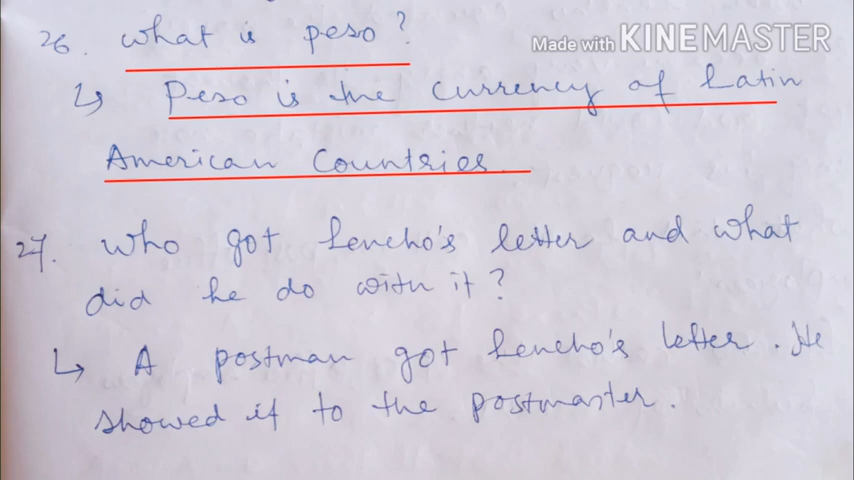 26. What is peso?
Made with KINEMASTER
↳ Peso is the currency of Latin
American Countries.
27. Who got Lencho's letter and what
did he do with it?
↳ A postman got Lencho's letter. He
showed it to the postmaster.